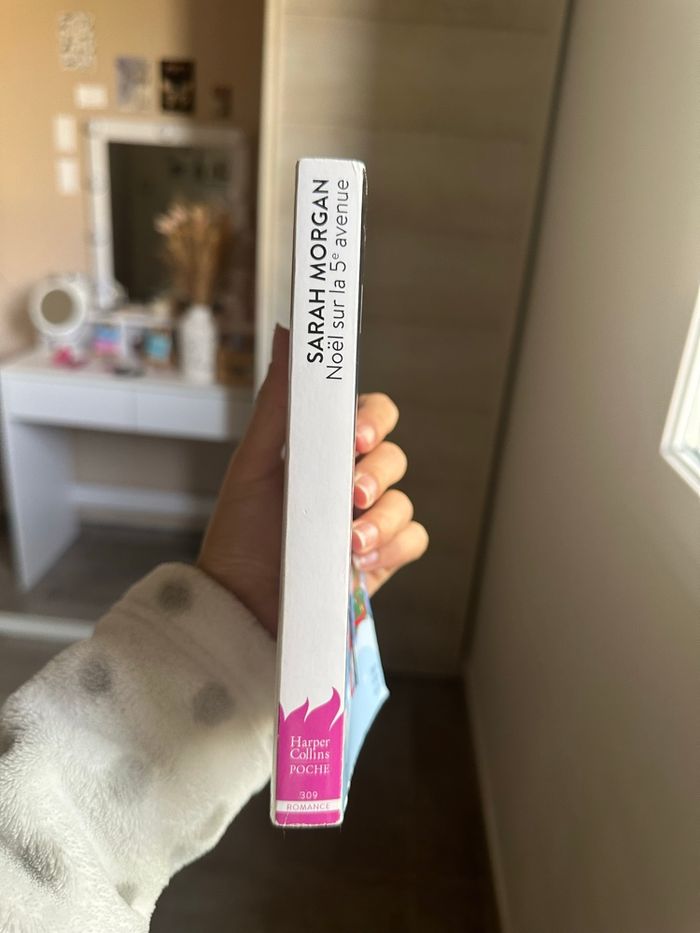 SARAH MORGAN
Noël sur la 5e avenue
Harper
Collins
POCHE
309
ROMANCE